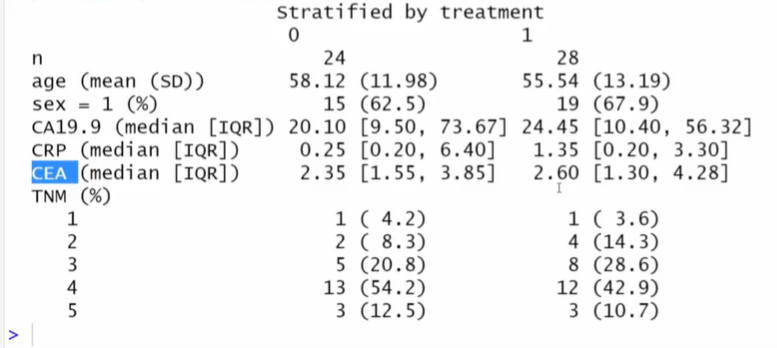 Stratified by treatment
0 1
n 24 28
age (mean (SD)) 58.12 (11.98) 55.54 (13.19)
sex = 1 (%) 15 (62.5) 19 (67.9)
CA19.9 (median [IQR]) 20.10 [9.50, 73.67] 24.45 [10.40, 56.32]
CRP (median [IQR]) 0.25 [0.20, 6.40] 1.35 [0.20, 3.30]
CEA (median [IQR]) 2.35 [1.55, 3.85] 2.60 [1.30, 4.28]
TNM (%)
1 1 ( 4.2) 1 ( 3.6)
2 2 ( 8.3) 4 (14.3)
3 5 (20.8) 8 (28.6)
4 13 (54.2) 12 (42.9)
5 3 (12.5) 3 (10.7)
>